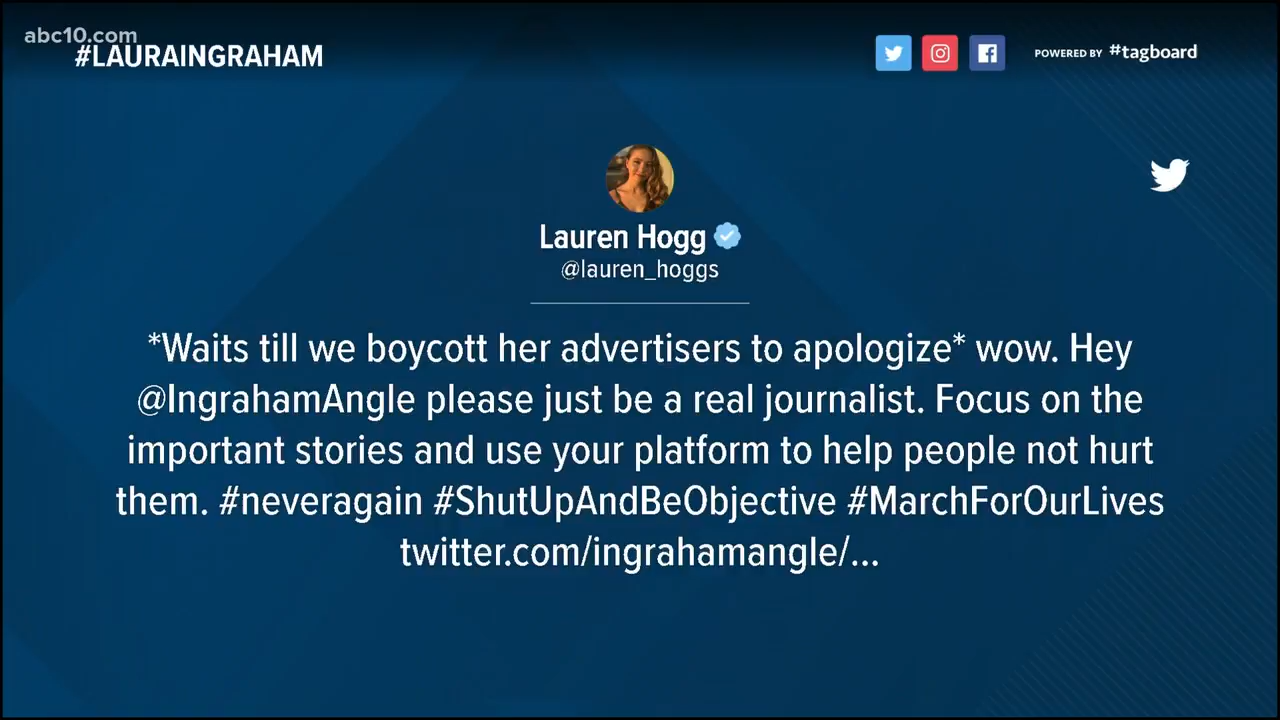 abc10.com
#LAURAINGRAHAM
POWERED BY #tagboard
Lauren Hogg
@lauren_hoggs
*Waits till we boycott her advertisers to apologize* wow. Hey
@IngrahamAngle please just be a real journalist. Focus on the
important stories and use your platform to help people not hurt
them. #neveragain #ShutUpAndBeObjective #MarchForOurLives
twitter.com/ingrahamangle/...